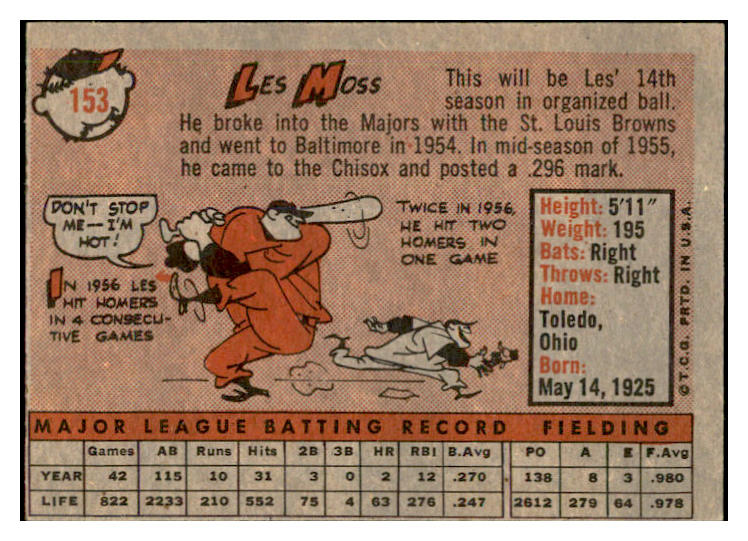 153
LES MOSS
This will be Les' 14th
season in organized ball.
He broke into the Majors with the St. Louis Browns
and went to Baltimore in 1954. In mid-season of 1955,
he came to the Chisox and posted a .296 mark.
DON'T STOP
ME—I'M
HOT!
IN 1956 LES
HIT HOMERS
IN 4 CONSECU-
TIVE GAMES
TWICE IN 1956,
HE HIT TWO
HOMERS IN
ONE GAME
Height: 5'11"
Weight: 195
Bats: Right
Throws: Right
Home:
Toledo,
Ohio
Born:
May 14, 1925
© T.C.G. PRTD. IN U.S.A.
MAJOR LEAGUE BATTING RECORD FIELDING
Games AB Runs Hits 2B 3B HR RBI B.Avg PO A E F.Avg
YEAR 42 115 10 31 3 0 2 12 .270 138 8 3 .980
LIFE 822 2233 210 552 75 4 63 276 .247 2612 279 64 .978